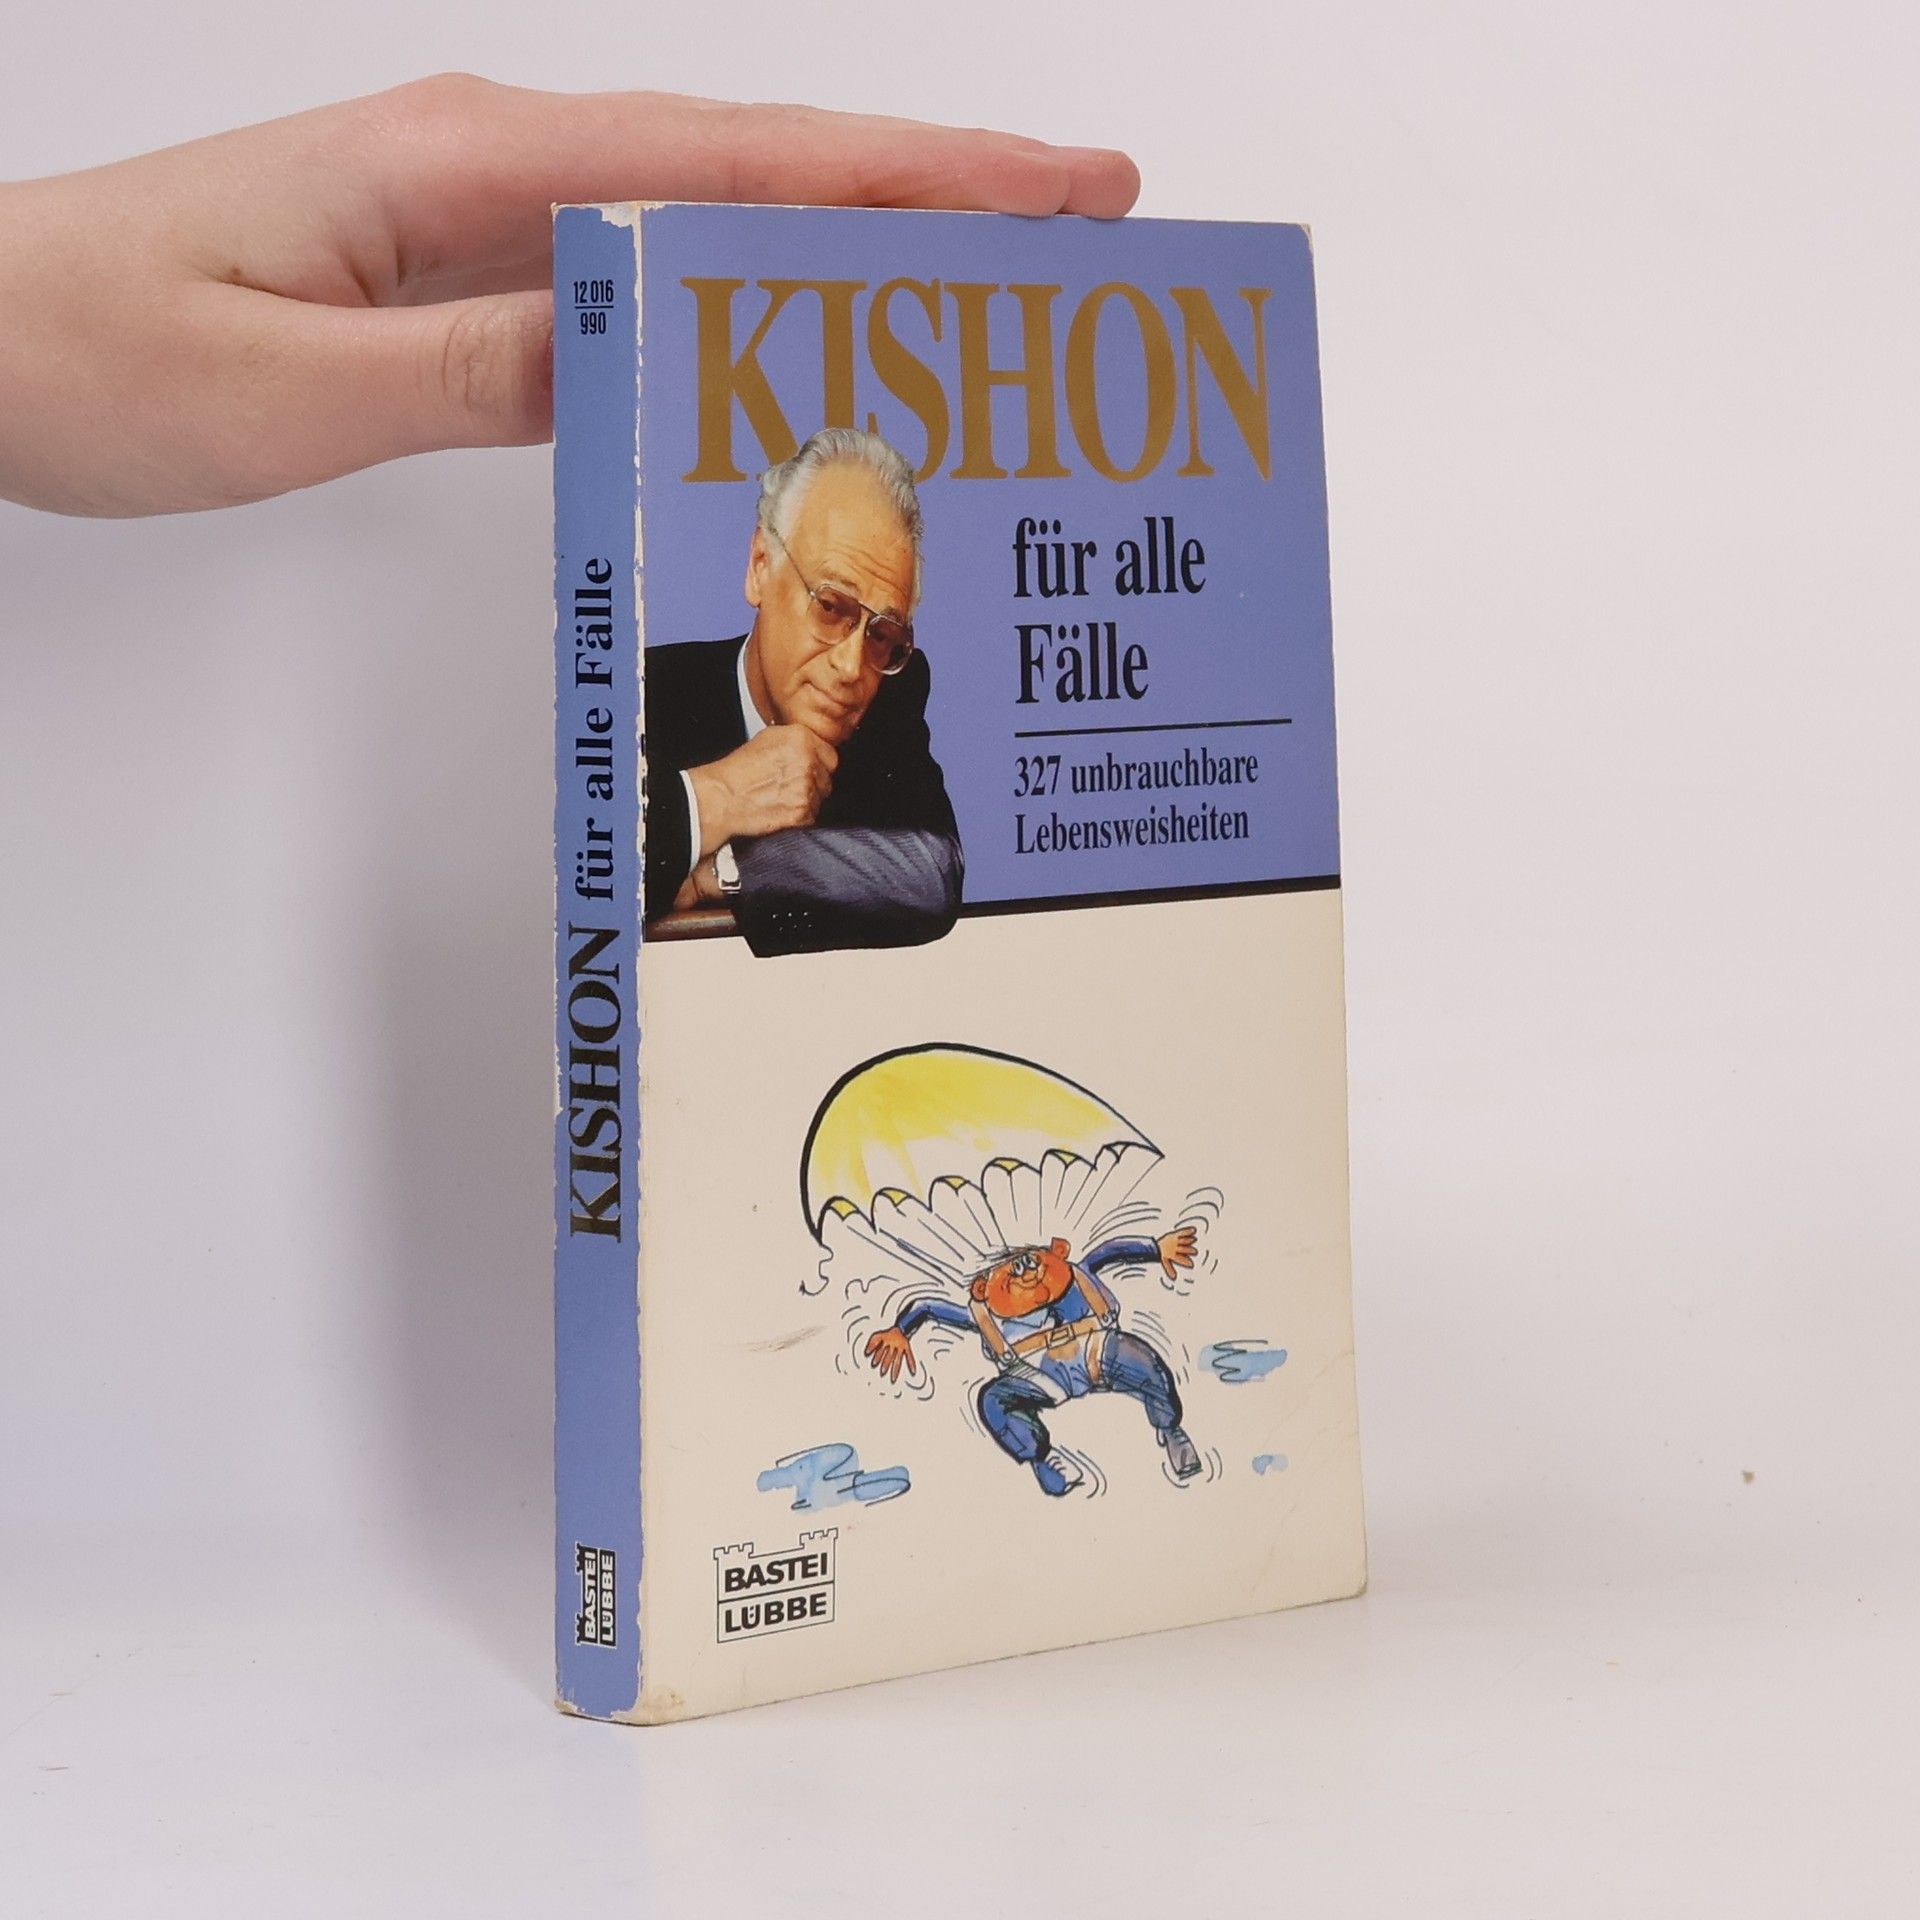 12 016
990
KISHON für alle Fälle
BASTEI
LÜBBE
KISHON
für alle
Fälle
327 unbrauchbare
Lebensweisheiten
BASTEI
LÜBBE